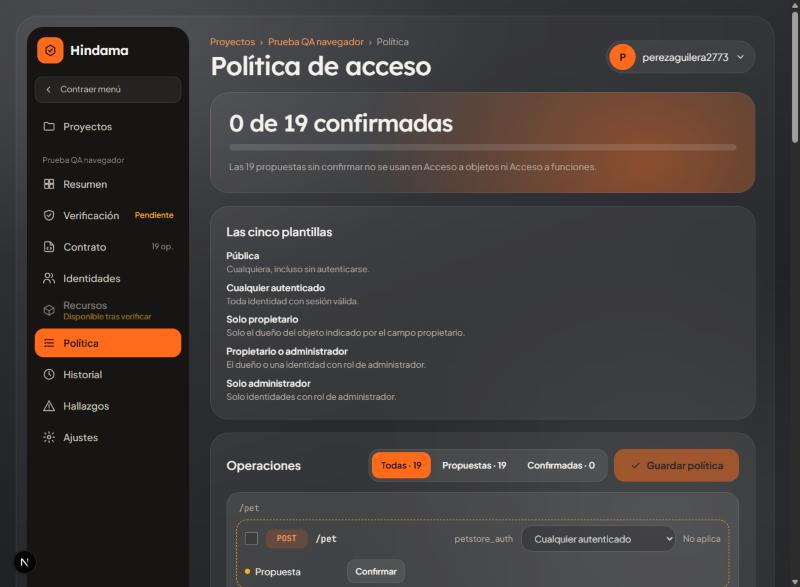 Hindama
Contraer menú
Proyectos
Prueba QA navegador
Resumen
Verificación Pendiente
Contrato 19 op.
Identidades
Recursos
Disponible tras verificar
Política
Historial
Hallazgos
Ajustes
N
Proyectos › Prueba QA navegador › Política
Política de acceso
P perezaguilera2773
0 de 19 confirmadas
Las 19 propuestas sin confirmar no se usan en Acceso a objetos ni Acceso a funciones.
Las cinco plantillas
Pública
Cualquiera, incluso sin autenticarse.
Cualquier autenticado
Toda identidad con sesión válida.
Solo propietario
Solo el dueño del objeto indicado por el campo propietario.
Propietario o administrador
El dueño o una identidad con rol de administrador.
Solo administrador
Solo identidades con rol de administrador.
Operaciones Todas · 19 Propuestas · 19 Confirmadas · 0 Guardar política
/pet
POST /pet petstore_auth Cualquier autenticado No aplica
Propuesta Confirmar